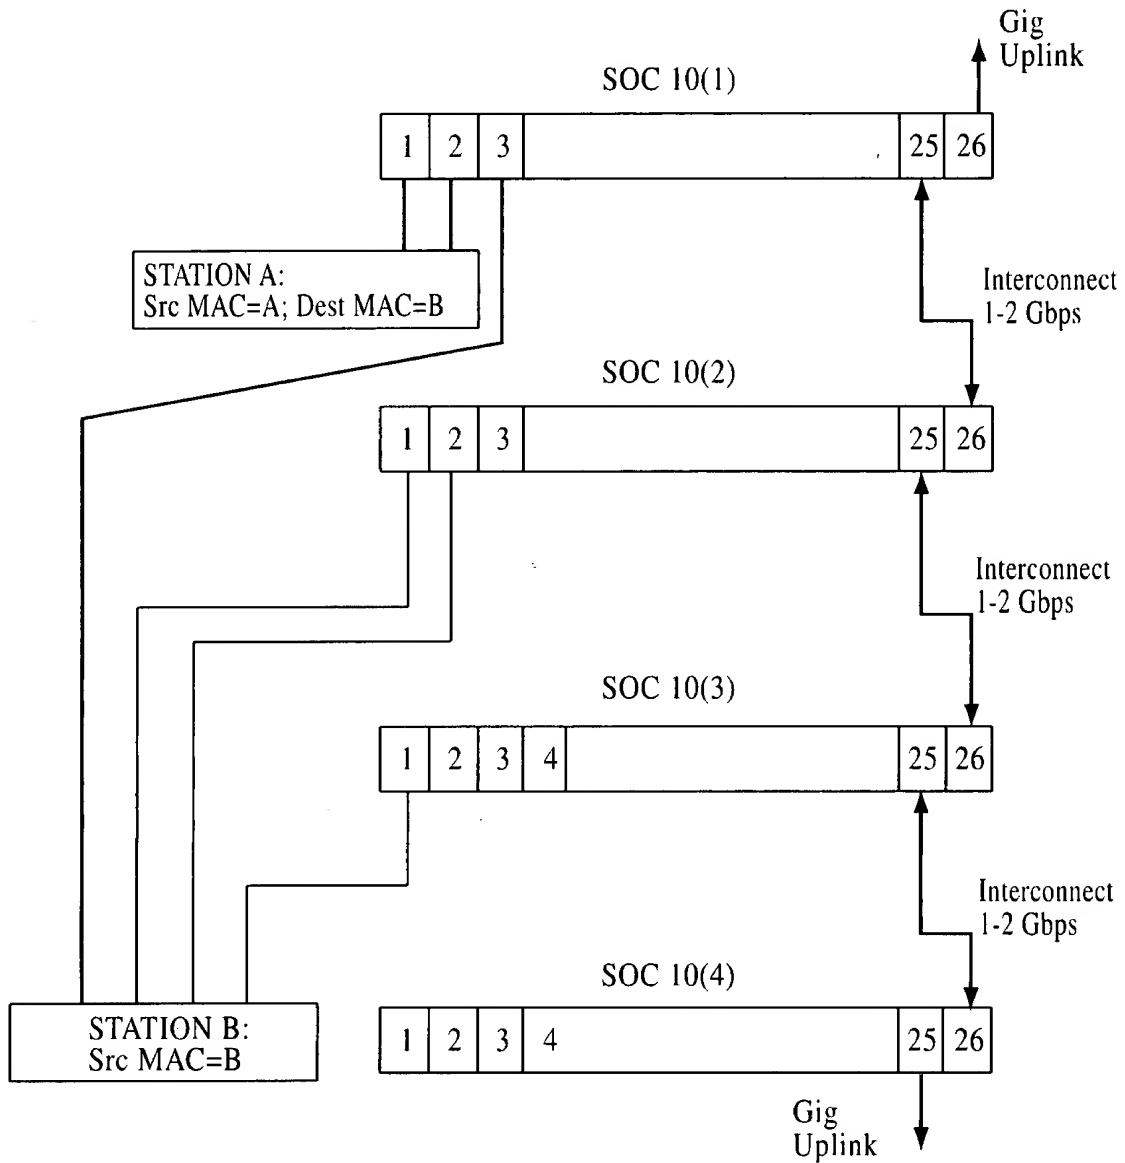 Gig
Uplink
SOC 10(1)
1 2 3 25 26
STATION A:
Src MAC=A; Dest MAC=B
Interconnect
1-2 Gbps
SOC 10(2)
1 2 3 25 26
Interconnect
1-2 Gbps
SOC 10(3)
1 2 3 4 25 26
Interconnect
1-2 Gbps
SOC 10(4)
STATION B:
Src MAC=B
1 2 3 4 25 26
Gig
Uplink